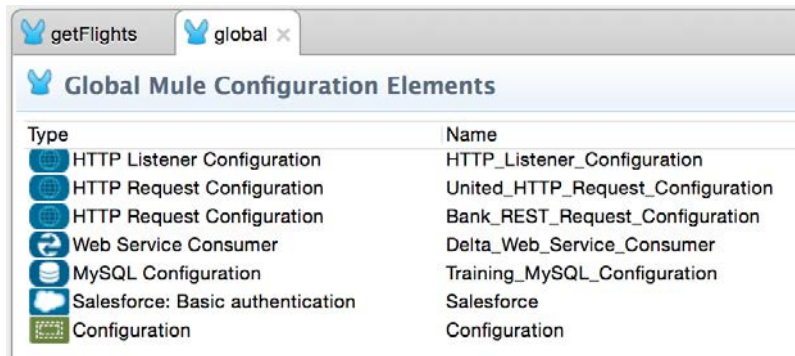 getFlights global
Global Mule Configuration Elements
Type Name
HTTP Listener Configuration HTTP_Listener_Configuration
HTTP Request Configuration United_HTTP_Request_Configuration
HTTP Request Configuration Bank_REST_Request_Configuration
Web Service Consumer Delta_Web_Service_Consumer
MySQL Configuration Training_MySQL_Configuration
Salesforce: Basic authentication Salesforce
Configuration Configuration